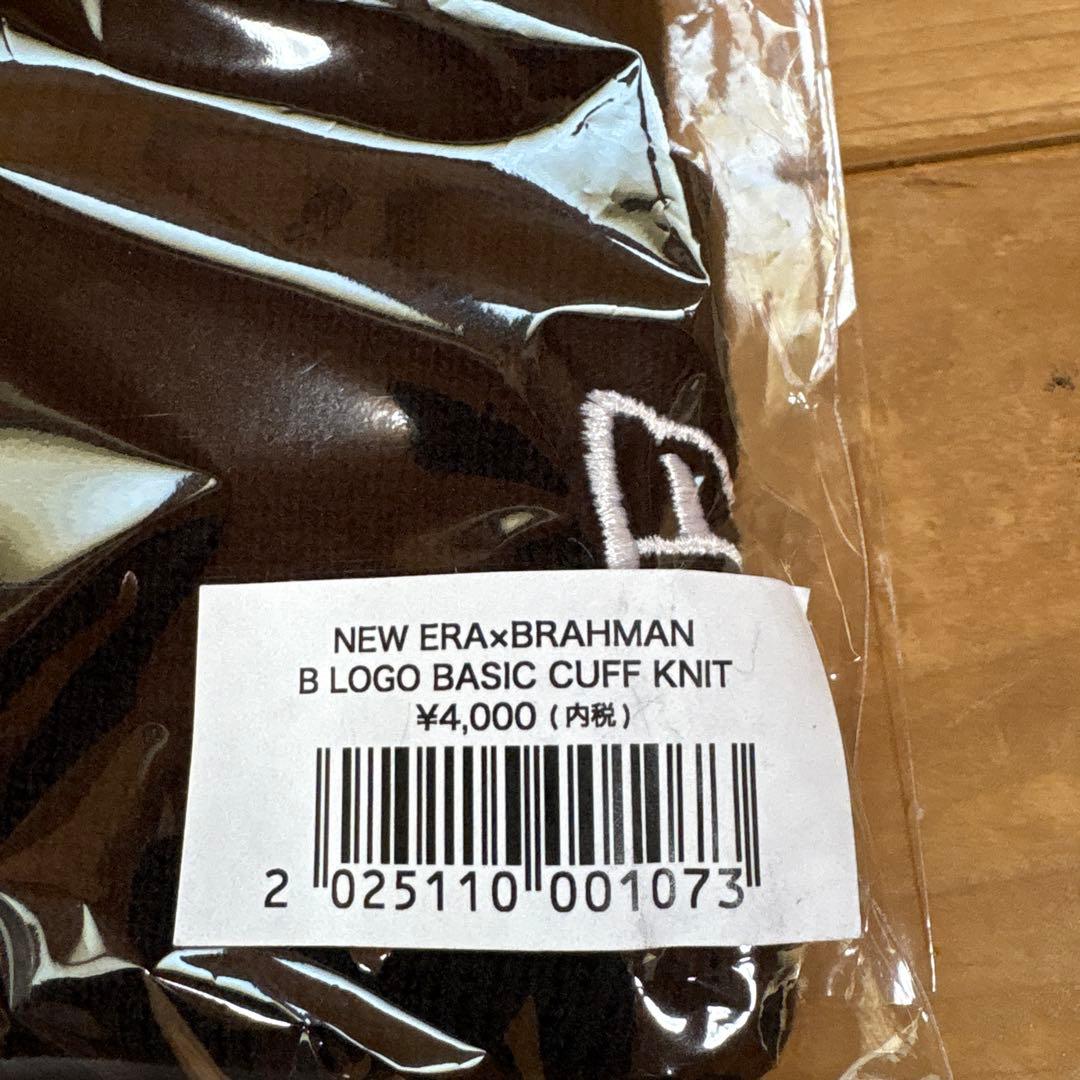 NEW ERA×BRAHMAN
B LOGO BASIC CUFF KNIT
¥4,000 (内税)
2 025110 001073